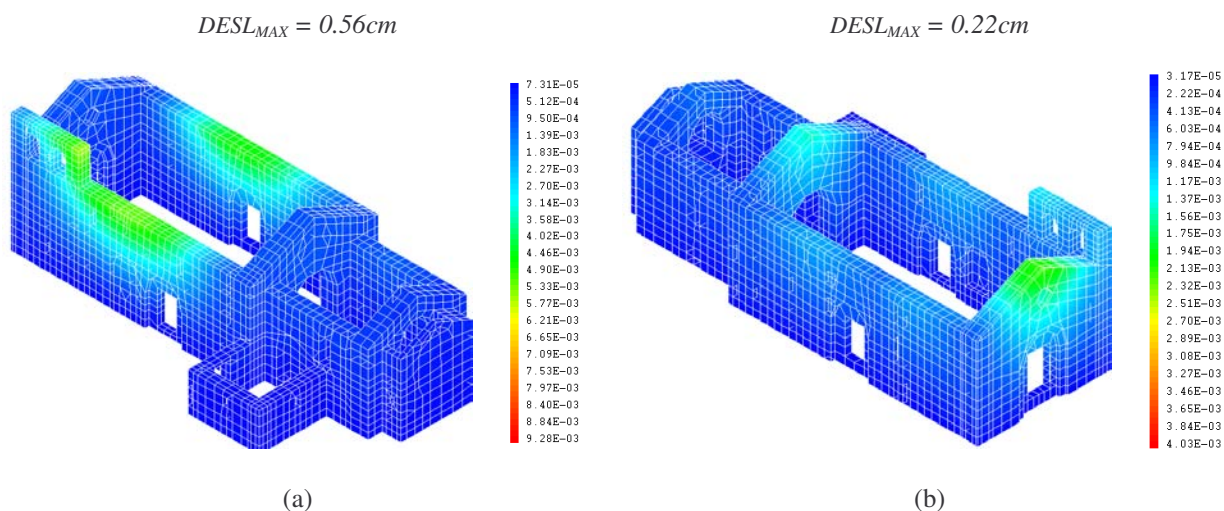 DESL_MAX = 0.56cm
DESL_MAX = 0.22cm
7.31E-05
5.12E-04
9.50E-04
1.39E-03
1.83E-03
2.27E-03
2.70E-03
3.14E-03
3.58E-03
4.02E-03
4.46E-03
4.90E-03
5.33E-03
5.77E-03
6.21E-03
6.65E-03
7.09E-03
7.53E-03
7.97E-03
8.40E-03
8.84E-03
9.28E-03
3.17E-05
2.22E-04
4.13E-04
6.03E-04
7.94E-04
9.84E-04
1.17E-03
1.37E-03
1.56E-03
1.75E-03
1.94E-03
2.13E-03
2.32E-03
2.51E-03
2.70E-03
2.89E-03
3.08E-03
3.27E-03
3.46E-03
3.65E-03
3.84E-03
4.03E-03
(a)
(b)